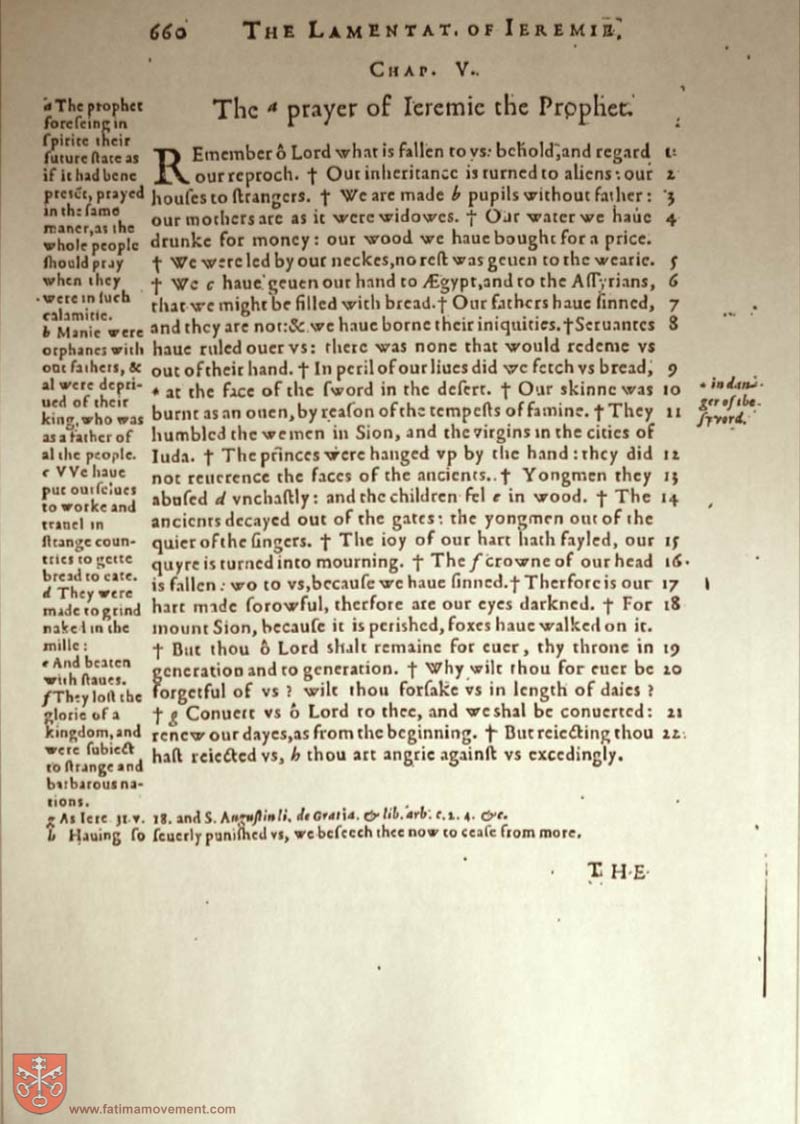 660 THE LAMENTAT. OF IEREMIE.
CHAP. V.
The a prayer of Ieremie the Prophet.
a The prophet
foreſeing in
ſpirite their
future ſtate as
if it had bene
preſēt, prayed
in the ſame
maner, as the
whole people
ſhould pray
when they
were in ſuch
calamitie.
b Manie were
orphanes with
out fathers, &
al were depri-
ued of their
king, who was
as a father of
al the people.
c VVe haue
put ourſelues
to worke and
trauel in
ſtrange coun-
tries to gette
bread to eate.
d They were
made to grind
naked in the
mille:
e And beaten
with ſtaues.
f They loſt the
glorie of a
kingdom, and
were ſubiect
to ſtrange and
barbarous na-
tions.
REmember ô Lord what is fallen to vs: behold, and regard 1
our reproch. † Our inheritance is turned to aliens: our 2
houſes to ſtrangers. † We are made b pupils without father: 3
our mothers are as it were widowes. † Our water we haue 4
drunke for money: our wood we haue bought for a price.
† We were led by our neckes, no reſt was geuen to the wearie. 5
† We c haue geuen our hand to Ægypt, and to the Aſſyrians, 6
that we might be filled with bread. † Our fathers haue ſinned, 7
and they are not: & we haue borne their iniquities. † Seruantes 8
haue ruled ouer vs: there was none that would redeme vs
out of their hand. † In peril of our liues did we fetch vs bread, 9
* at the face of the ſword in the deſert. † Our skinne was 10
burnt as an ouen, by reaſon of the tempeſts of famine. † They 11
humbled the wemen in Sion, and the virgins in the cities of
Iuda. † The princes were hanged vp by the hand: they did 12
not reuerence the faces of the ancients. † Yongmen they 13
abuſed d vnchaſtly: and the children fel e in wood. † The 14
ancients decayed out of the gates: the yongmen out of the
quier of the ſingers. † The ioy of our hart hath fayled, our 15
quyre is turned into mourning. † The f crowne of our head 16
is fallen: wo to vs, becauſe we haue ſinned. † Therfore is our 17
hart made ſorowful, therfore are our eyes darkned. † For 18
mount Sion, becauſe it is periſhed, foxes haue walked on it.
† But thou ô Lord shalt remaine for euer, thy throne in 19
generation and to generation. † Why wilt thou for euer be 20
forgetful of vs? wilt thou forſake vs in length of daies?
† g Conuert vs ô Lord to thee, and we shal be conuerted: 21
renew our dayes, as from the beginning. † But reiecting thou 22
haſt reiected vs, h thou art angrie againſt vs excedingly.
* in dan-
ger of the
ſword.
g As Iere 31. v. 18. and S. Auguſtin li. de Gratia. & lib. arb. c. 2. 4. &c.
h Hauing ſo ſeuerly puniſhed vs, we beſeech thee now to ceaſe from more.
THE
www.fatimamovement.com